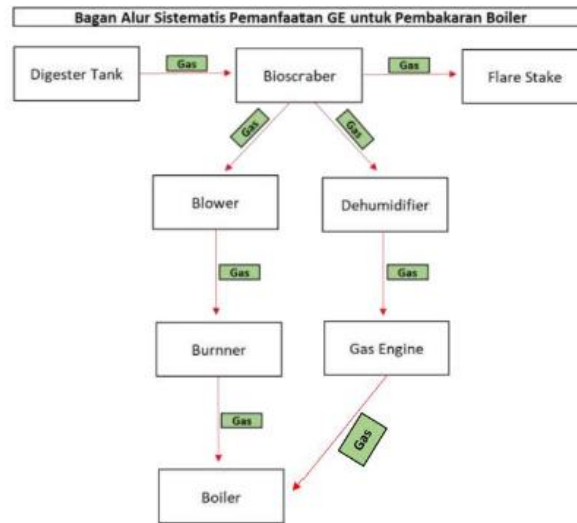 Bagan Alur Sistematis Pemanfaatan GE untuk Pembakaran Boiler
Digester Tank
Gas
Bioscraber
Gas
Flare Stake
Gas
Gas
Blower
Dehumidifier
Gas
Gas
Burnner
Gas Engine
Gas
Gas
Boiler